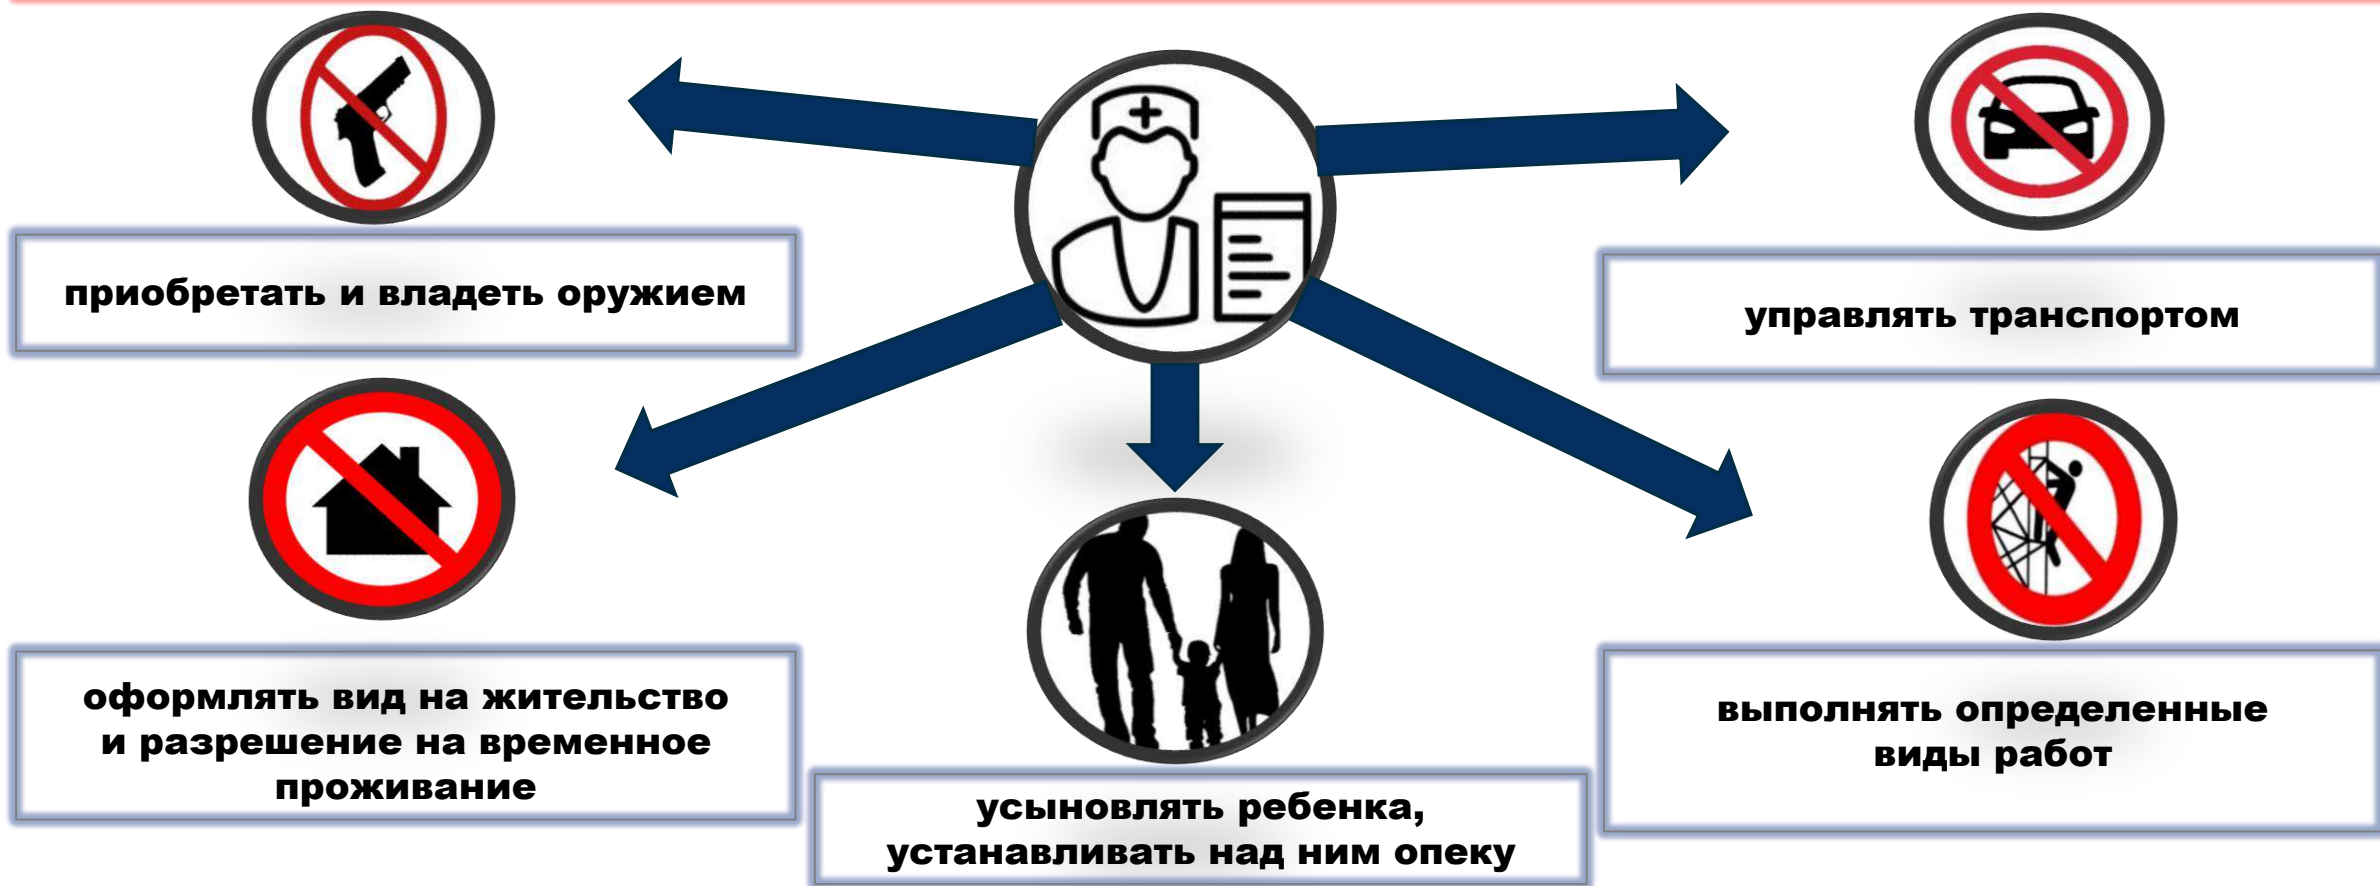 приобретать и владеть оружием
управлять транспортом
оформлять вид на жительство
и разрешение на временное
проживание
усыновлять ребенка,
устанавливать над ним опеку
выполнять определенные
виды работ